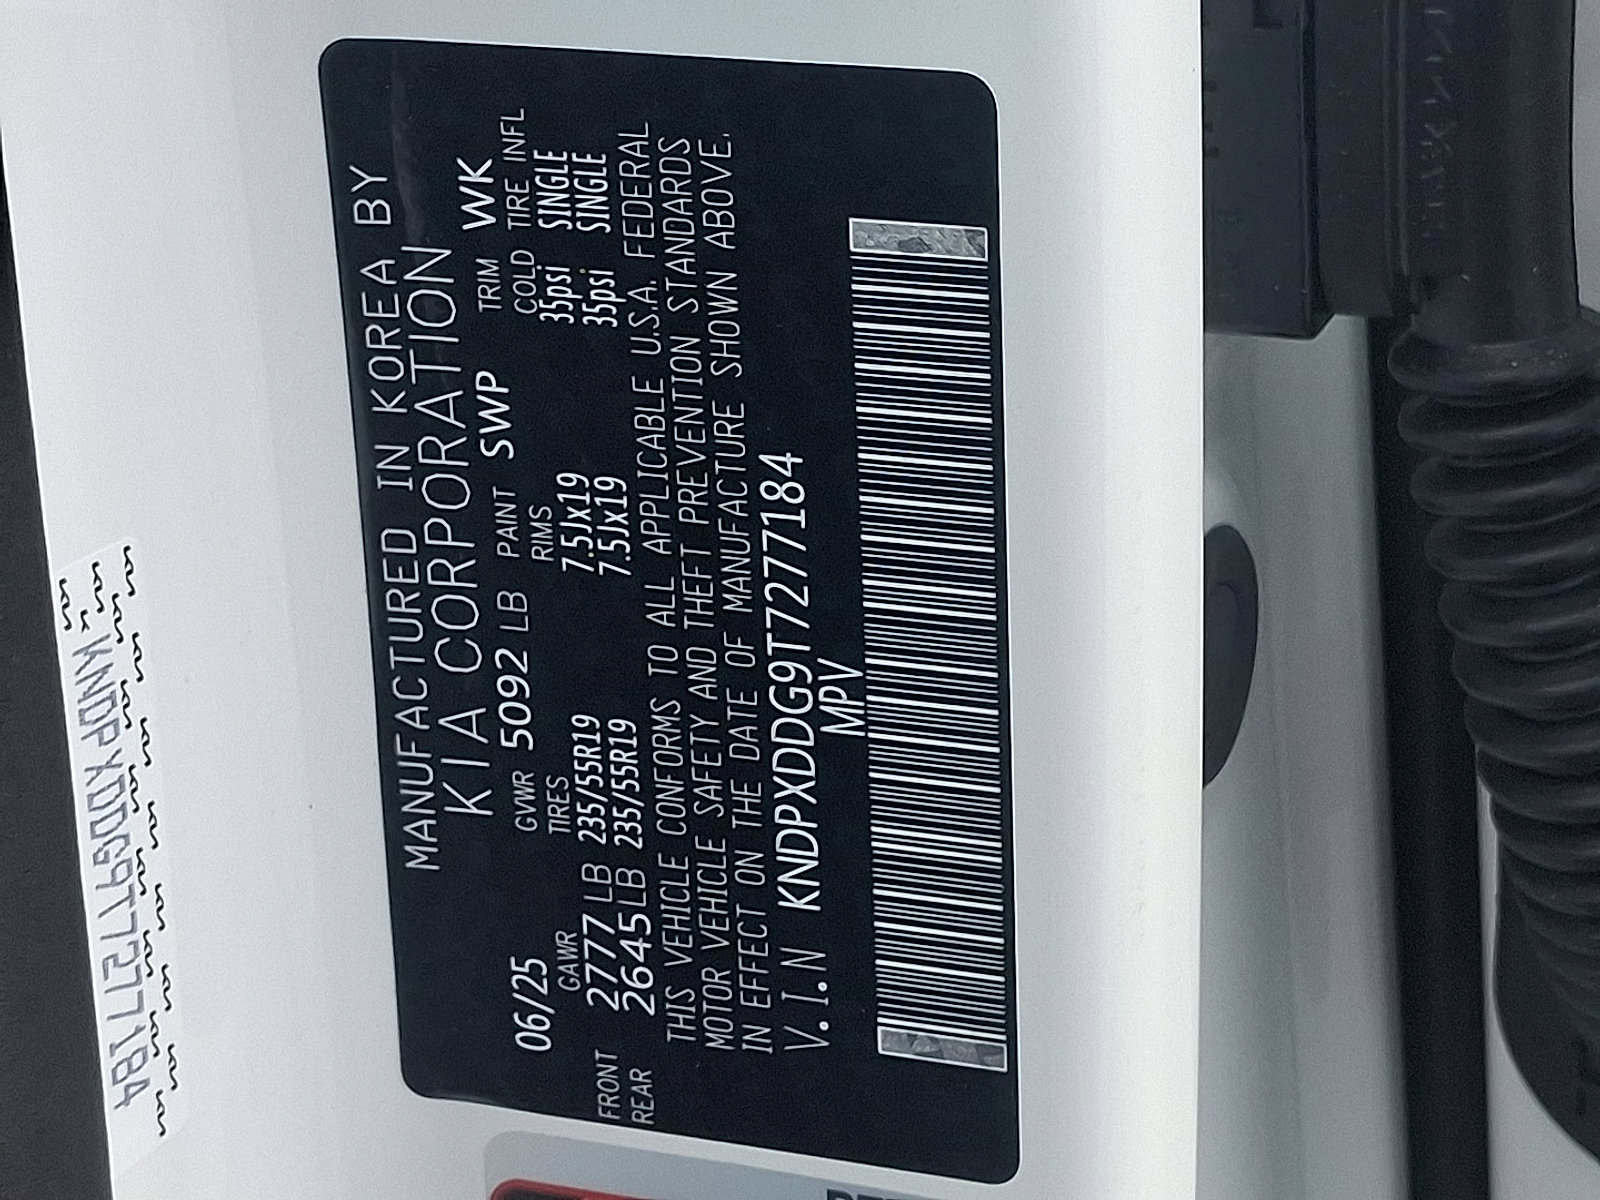 KNDPXDDG9T7277184
MANUFACTURED IN KOREA BY
KIA CORPORATION
06/25 GVWR 5092 LB PAINT SWP TRIM WK
GAWR TIRES RIMS COLD TIRE INFL
FRONT 2777 LB 235/55R19 7.5Jx19 35psi SINGLE
REAR 2645 LB 235/55R19 7.5Jx19 35psi SINGLE
THIS VEHICLE CONFORMS TO ALL APPLICABLE U.S.A. FEDERAL
MOTOR VEHICLE SAFETY AND THEFT PREVENTION STANDARDS
IN EFFECT ON THE DATE OF MANUFACTURE SHOWN ABOVE.
V.I.N KNDPXDDG9T7277184
MPV